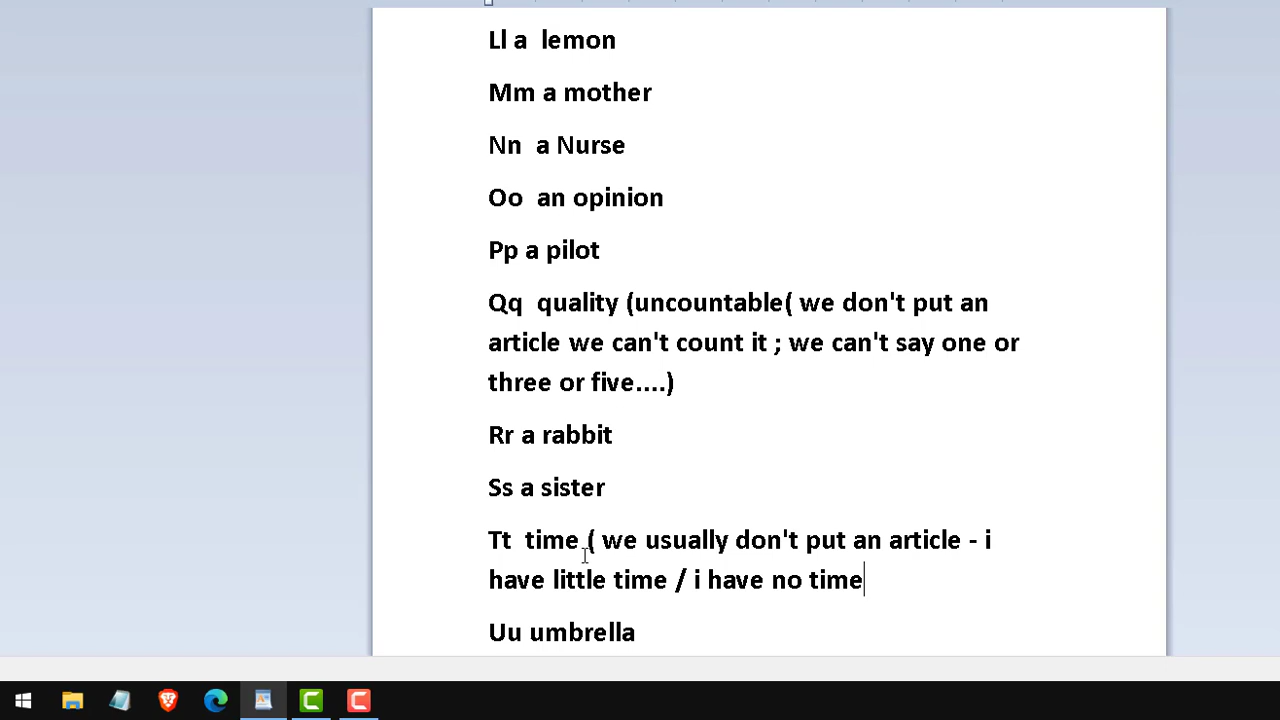 Ll a  lemon
Mm a mother
Nn  a Nurse
Oo  an opinion
Pp a pilot
Qq  quality (uncountable( we don't put an
article we can't count it ; we can't say one or
three or five....)
Rr a rabbit
Ss a sister
Tt  time ( we usually don't put an article - i
have little time / i have no time
Uu umbrella